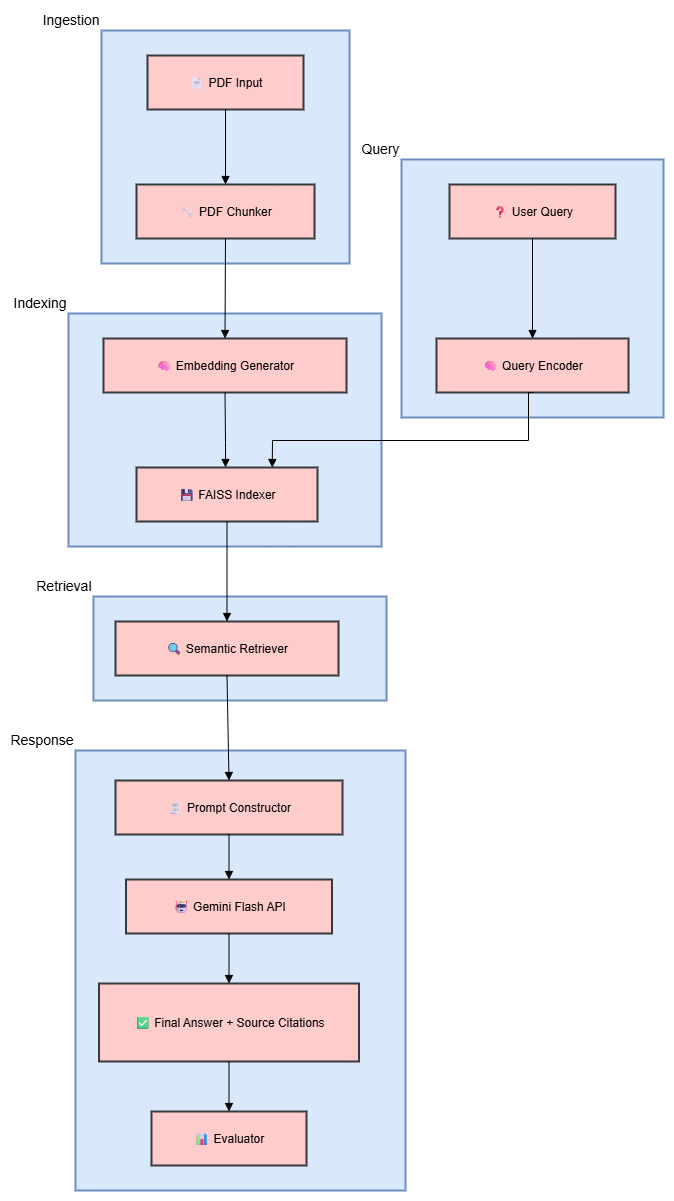 Ingestion
PDF Input
PDF Chunker
Query
User Query
Query Encoder
Indexing
Embedding Generator
FAISS Indexer
Retrieval
Semantic Retriever
Response
Prompt Constructor
Gemini Flash API
Final Answer + Source Citations
Evaluator